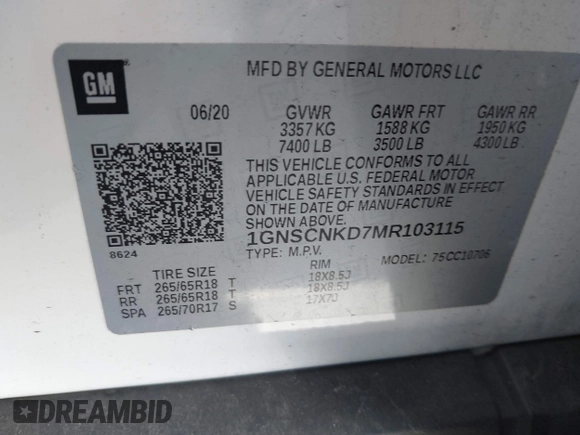 GM
MFD BY GENERAL MOTORS LLC
06/20 GVWR GAWR FRT GAWR RR
3357 KG 1588 KG 1950 KG
7400 LB 3500 LB 4300 LB
THIS VEHICLE CONFORMS TO ALL
APPLICABLE U.S. FEDERAL MOTOR
VEHICLE SAFETY STANDARDS IN EFFECT
ON THE DATE OF MANUFACTURE
SHOWN ABOVE.
1GNSCNKD7MR103115
TYPE: M.P.V. MODEL: 75CC10706
8624
TIRE SIZE RIM
FRT 265/65R18 T 18X8.5J
RR 265/65R18 T 18X8.5J
SPA 265/70R17 S 17X7J
DREAMBID